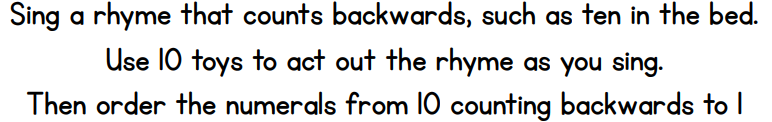 Sing a rhyme that counts backwards, such as ten in the bed.
Use 10 toys to act out the rhyme as you sing.
Then order the numerals from 10 counting backwards to 1